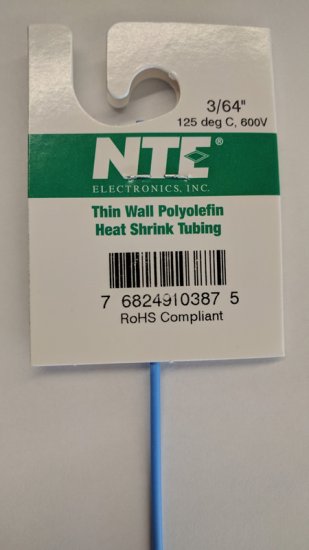 3/64"
125 deg C, 600V
NTE®
ELECTRONICS, INC.
Thin Wall Polyolefin
Heat Shrink Tubing
7 6824910387 5
RoHS Compliant